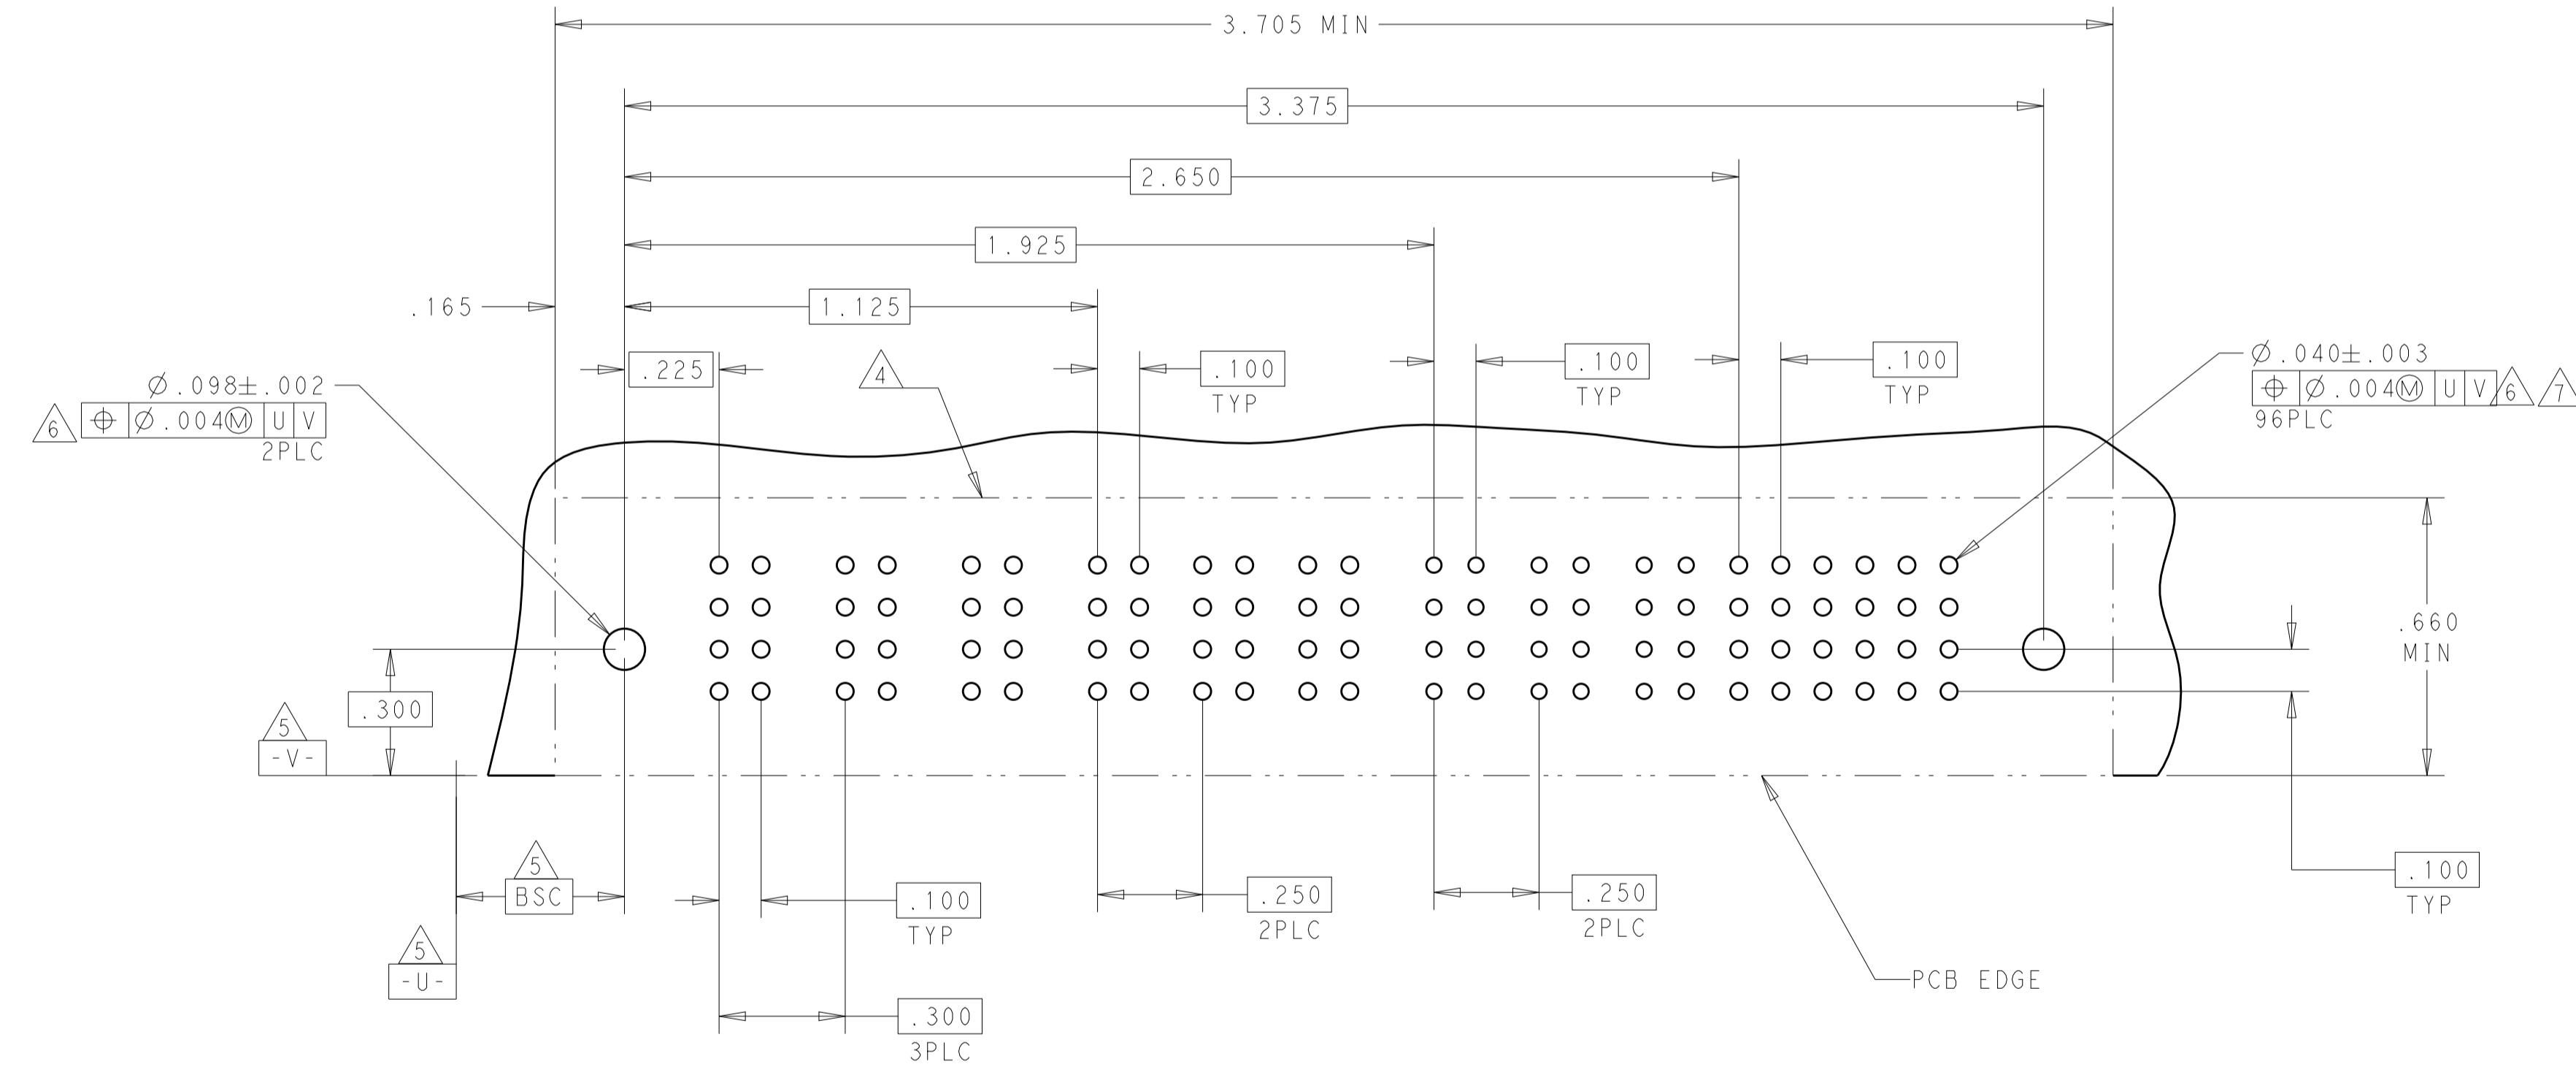 3.705 MIN
3.375
2.650
1.925
.165
1.125
.225
4
.100
TYP
.100
TYP
.100
TYP
Ø.040±.003
⌖ Ø.004Ⓜ U V 6 7
96PLC
Ø.098±.002
6 ⌖ Ø.004Ⓜ U V
2PLC
.660
MIN
.300
5
-V-
5
BSC
5
-U-
.100
TYP
.250
2PLC
.250
2PLC
.100
TYP
PCB EDGE
.300
3PLC